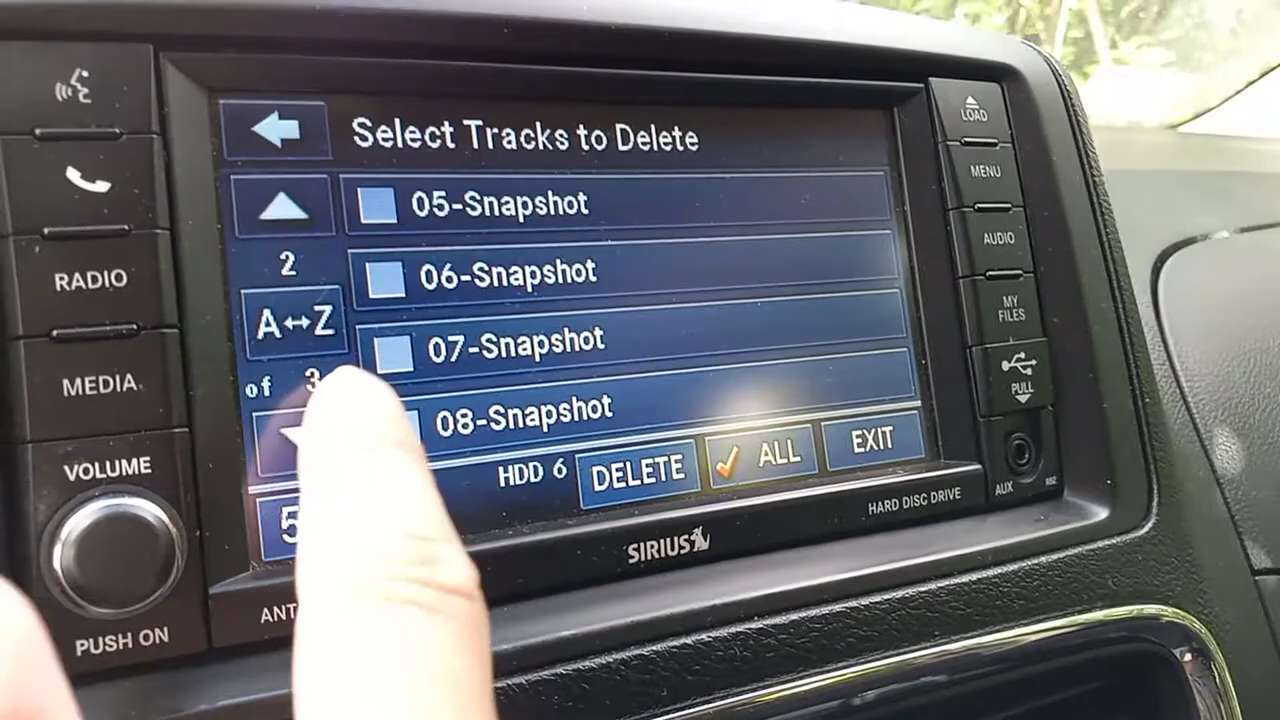 Select Tracks to Delete
05-Snapshot
2
06-Snapshot
A↔Z
07-Snapshot
of 3
08-Snapshot
HDD 6
DELETE
ALL
EXIT
5
RADIO
MEDIA
VOLUME
PUSH ON
LOAD
MENU
AUDIO
MY
FILES
PULL
AUX
HARD DISC DRIVE
SIRIUS